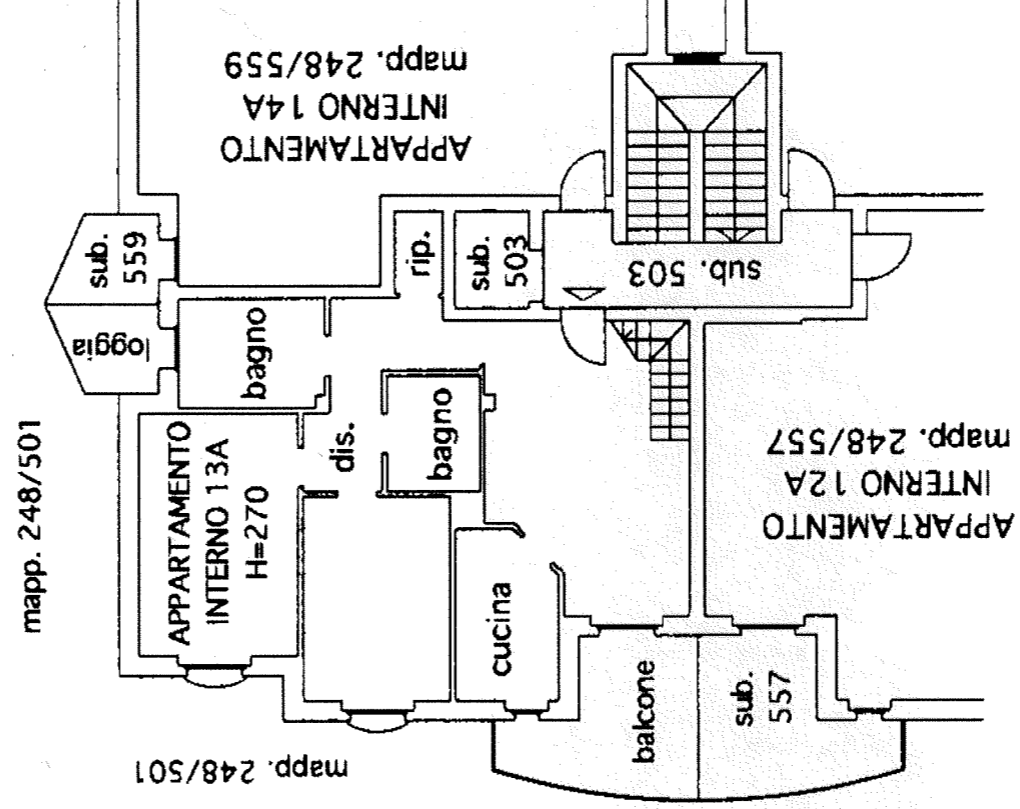 mapp. 248/559
INTERNO 14A
APPARTAMENTO
sub.
559
loggia
bagno
rip.
sub.
503
sub. 503
mapp. 248/501
APPARTAMENTO
INTERNO 13A
H=270
dis.
bagno
cucina
mapp. 248/557
INTERNO 12A
APPARTAMENTO
balcone
sub.
557
mapp. 248/501